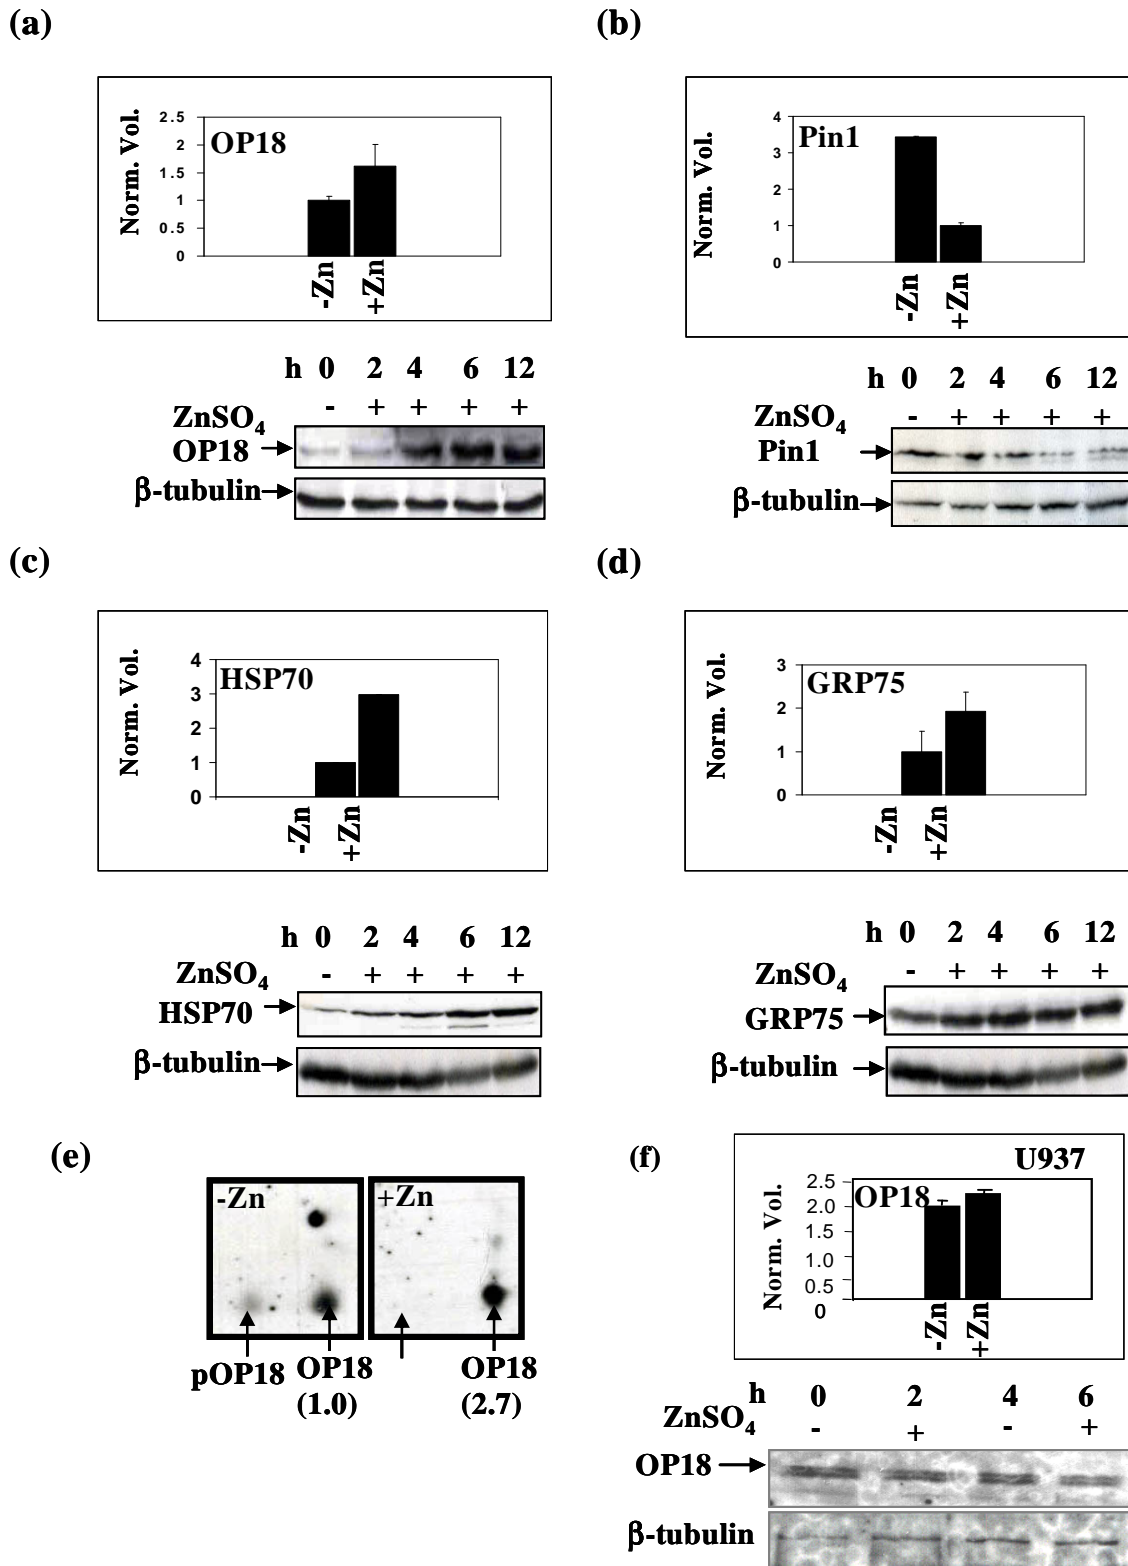 (a)
2.5
2
1.5
1
0.5
0
Norm. Vol.
OP18
-Zn
+Zn
h 0 2 4 6 12
ZnSO4 - + + + +
OP18
β-tubulin
(b)
4
3
2
1
0
Norm. Vol.
Pin1
-Zn
+Zn
h 0 2 4 6 12
ZnSO4 - + + + +
Pin1
β-tubulin
(c)
4
3
2
1
0
Norm. Vol.
HSP70
-Zn
+Zn
h 0 2 4 6 12
ZnSO4 - + + + +
HSP70
β-tubulin
(d)
3
2
1
0
Norm. Vol.
GRP75
-Zn
+Zn
h 0 2 4 6 12
ZnSO4 - + + + +
GRP75
β-tubulin
(e)
-Zn
+Zn
pOP18 OP18 OP18
(1.0) (2.7)
(f)
U937
2.5
2.0
1.0
0.5
0
Norm. Vol.
OP18
-Zn
+Zn
h 0 2 4 6
ZnSO4 - + - +
OP18
β-tubulin